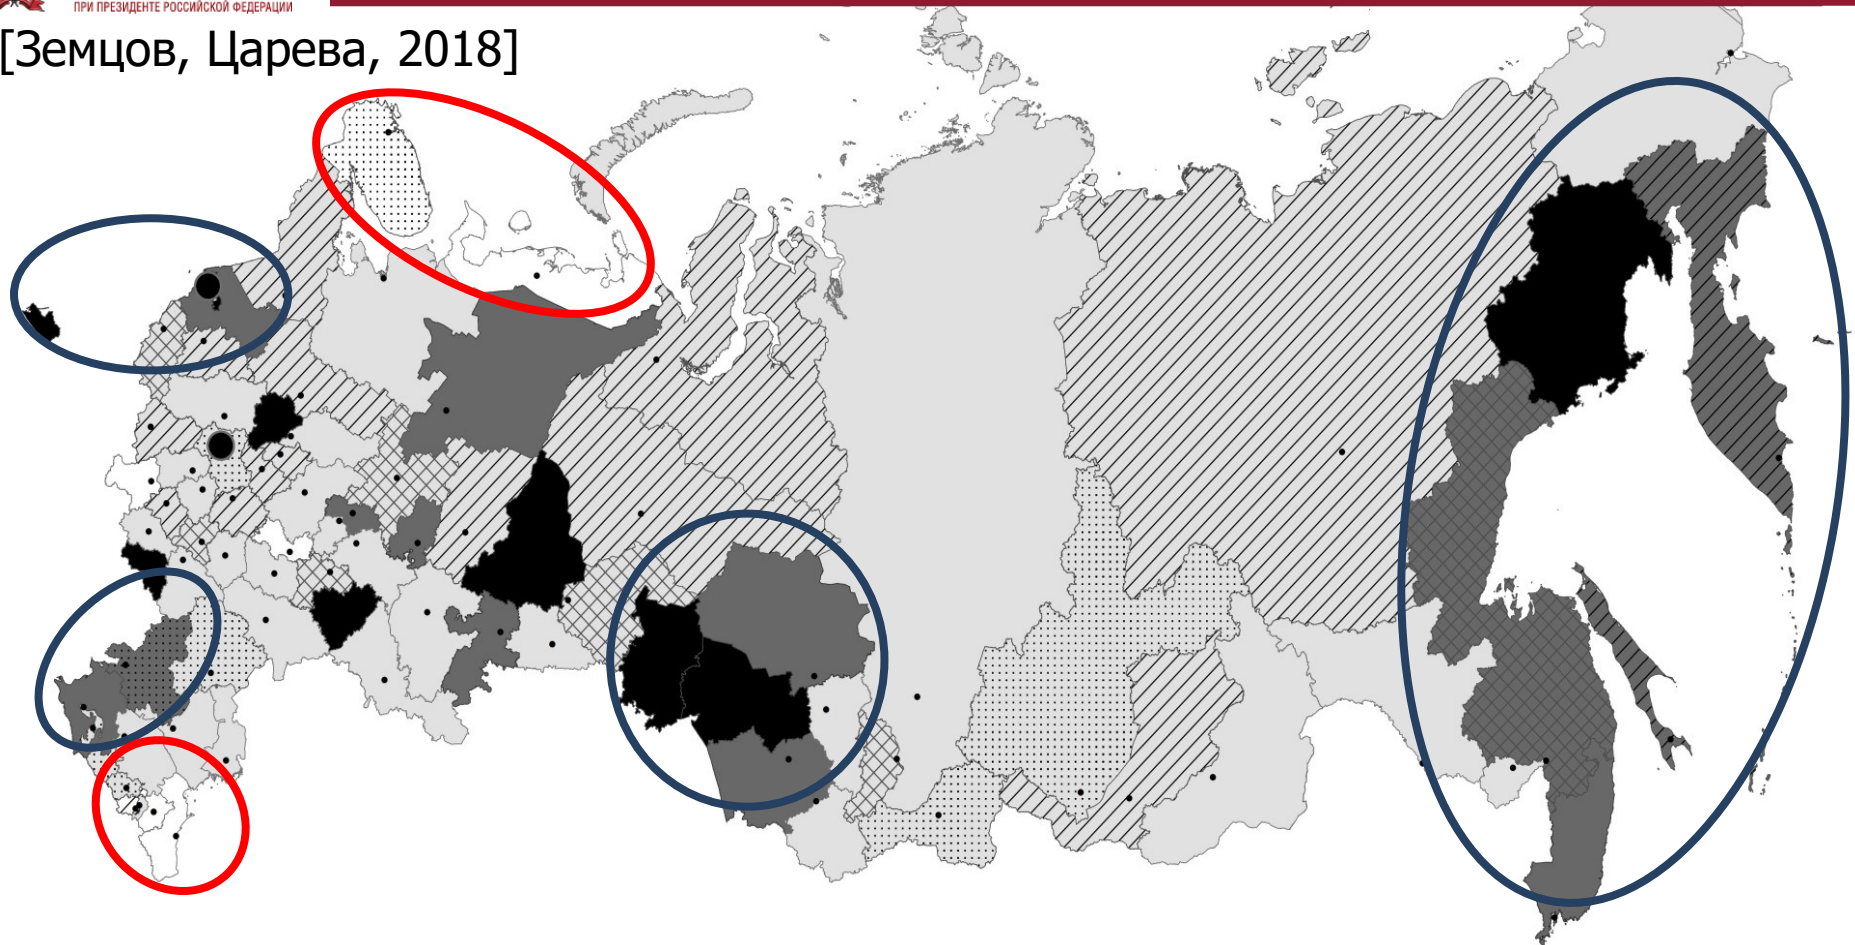 ПРИ ПРЕЗИДЕНТЕ РОССИЙСКОЙ ФЕДЕРАЦИИ
[Земцов, Царева, 2018]